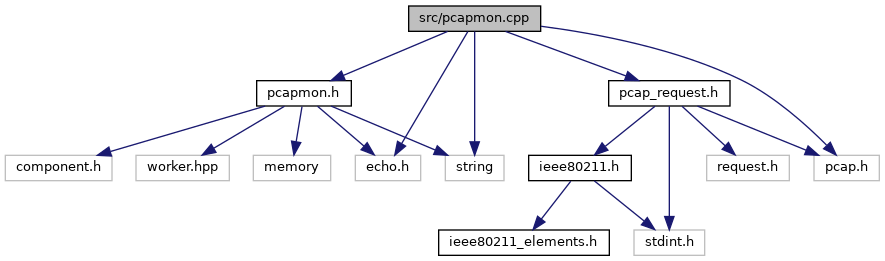 src/pcapmon.cpp
pcapmon.h
pcap_request.h
component.h
worker.hpp
memory
echo.h
string
ieee80211.h
request.h
pcap.h
ieee80211_elements.h
stdint.h